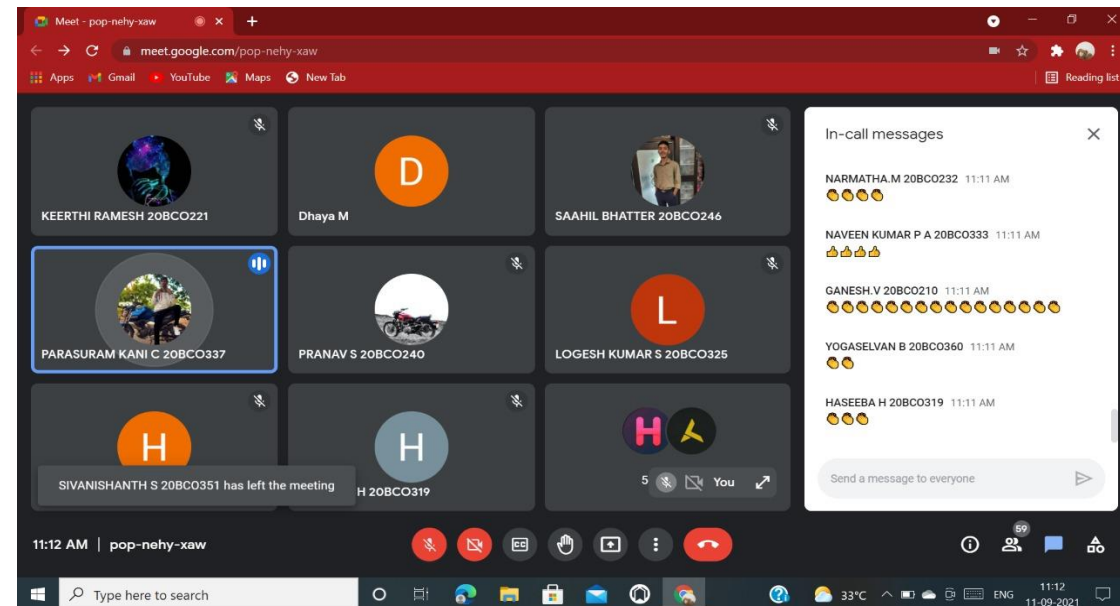 Meet - pop-nehy-xaw
meet.google.com/pop-nehy-xaw
Apps Gmail YouTube Maps New Tab Reading list
KEERTHI RAMESH 20BCO221
D
Dhaya M
SAAHIL BHATTER 20BCO246
PARASURAM KANI C 20BCO337
PRANAV S 20BCO240
L
LOGESH KUMAR S 20BCO325
H
SIVANISHANTH S 20BCO351 has left the meeting
H
H 20BCO319
H
5 You
In-call messages
NARMATHA.M 20BCO232 11:11 AM
👏👏👏👏
NAVEEN KUMAR P A 20BCO333 11:11 AM
👍👍👍👍
GANESH.V 20BCO210 11:11 AM
👏👏👏👏👏👏👏👏👏👏👏👏👏👏👏👏
YOGASELVAN B 20BCO360 11:11 AM
👏👏
HASEEBA H 20BCO319 11:11 AM
👏👏👏
Send a message to everyone
11:12 AM | pop-nehy-xaw
CC
59
Type here to search
33°C ENG
11:12
11-09-2021